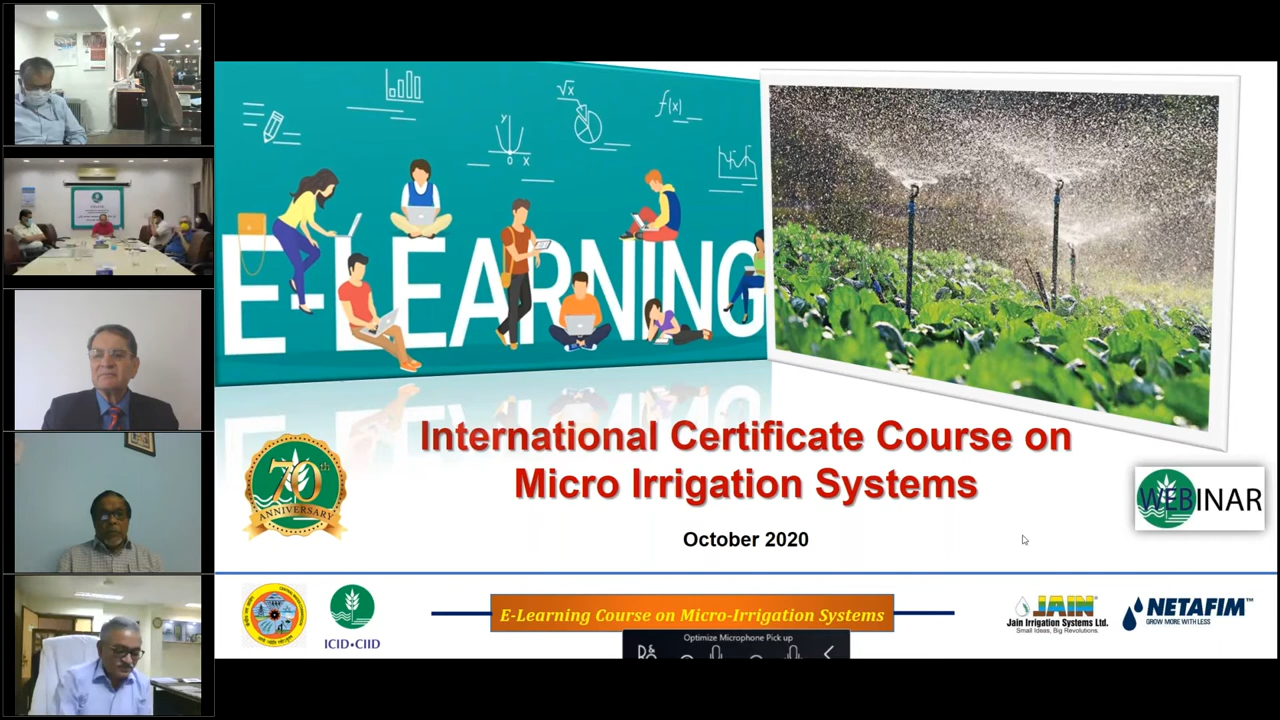 √x
f(x)
y
0 x
E-LEARNING
International Certificate Course on
Micro Irrigation Systems
October 2020
70th
ANNIVERSARY
WEBINAR
ICID•CIID
E-Learning Course on Micro-Irrigation Systems
JAIN®
Jain Irrigation Systems Ltd.
Small Ideas, Big Revolutions.
NETAFIM™
GROW MORE WITH LESS
Optimize Microphone Pick up